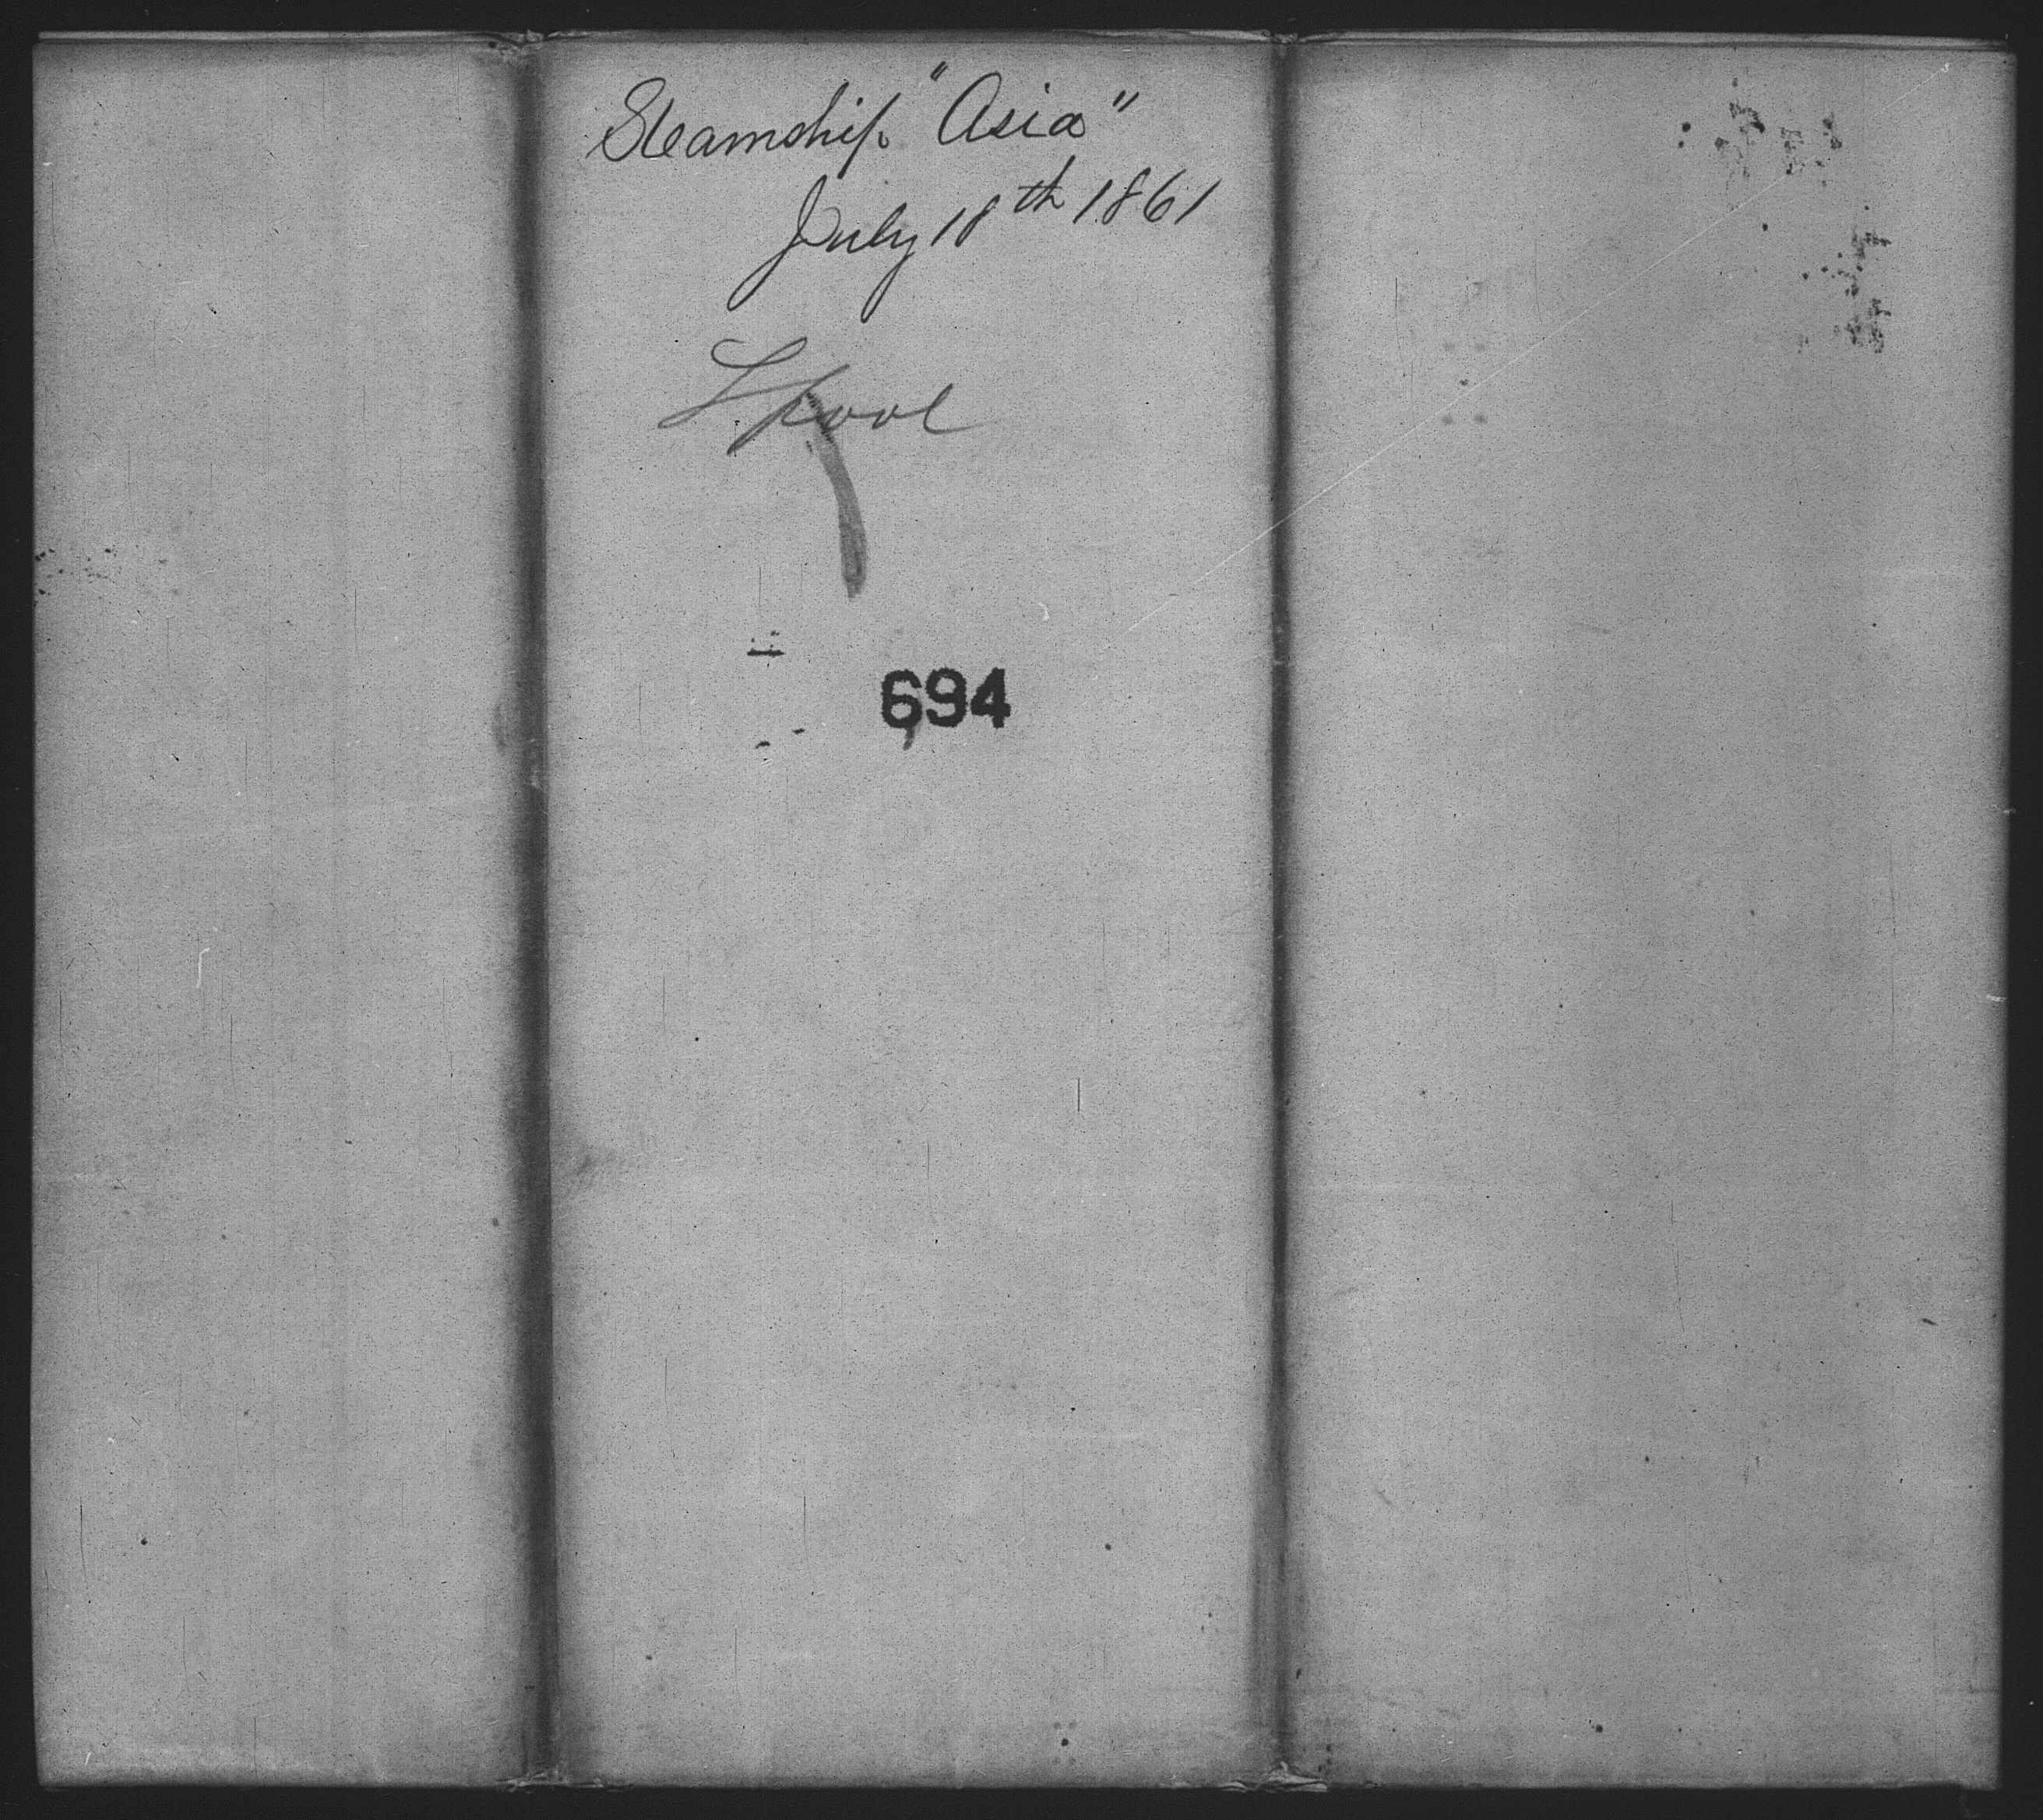 Steamship "Asia"
July 18th 1861
L.pool
694